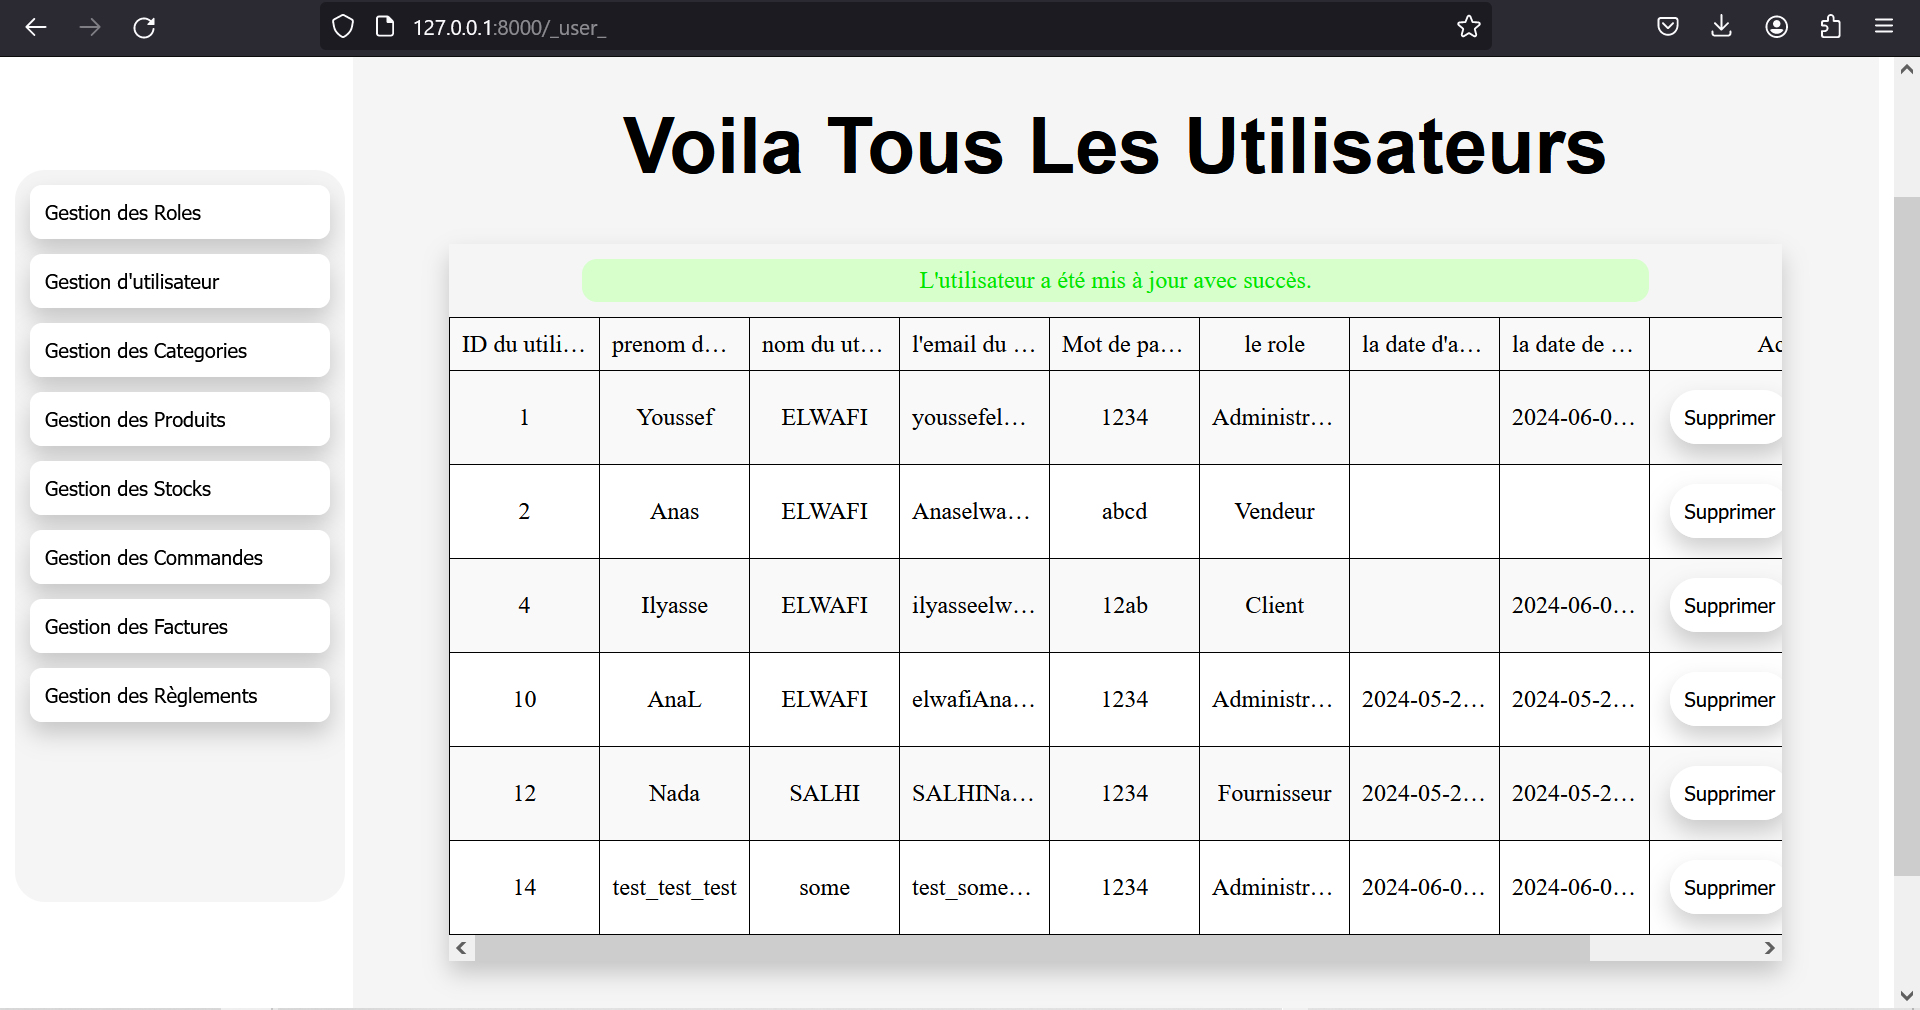 127.0.0.1:8000/_user_
Gestion des Roles
Gestion d'utilisateur
Gestion des Categories
Gestion des Produits
Gestion des Stocks
Gestion des Commandes
Gestion des Factures
Gestion des Règlements
Voila Tous Les Utilisateurs
L'utilisateur a été mis à jour avec succès.
ID du utili… prenom d… nom du ut… l'email du … Mot de pa… le role la date d'a… la date de … Ac
1 Youssef ELWAFI youssefel… 1234 Administr… 2024-06-0… Supprimer
2 Anas ELWAFI Anaselwa… abcd Vendeur Supprimer
4 Ilyasse ELWAFI ilyasseelw… 12ab Client 2024-06-0… Supprimer
10 AnaL ELWAFI elwafiAna… 1234 Administr… 2024-05-2… 2024-05-2… Supprimer
12 Nada SALHI SALHINa… 1234 Fournisseur 2024-05-2… 2024-05-2… Supprimer
14 test_test_test some test_some… 1234 Administr… 2024-06-0… 2024-06-0… Supprimer